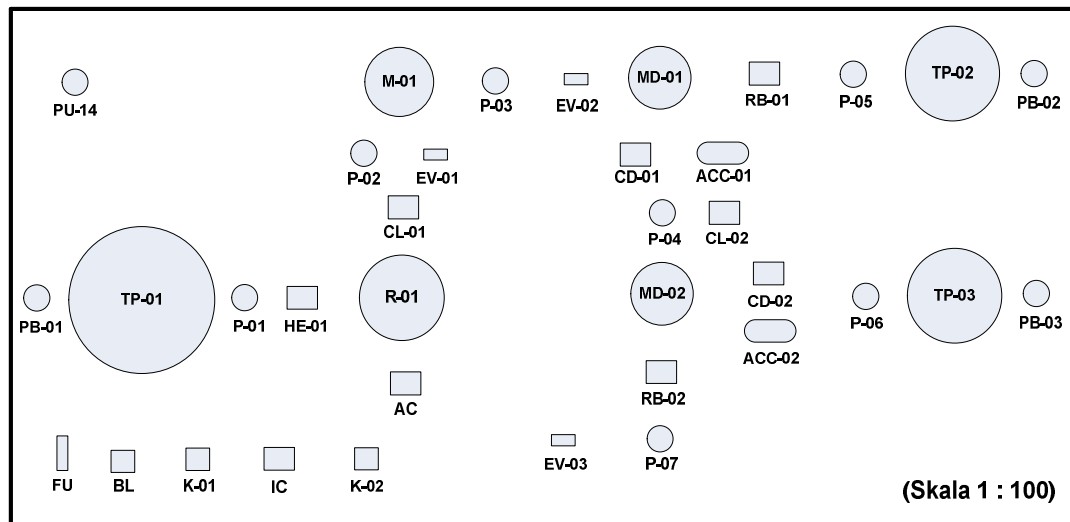 M-01
MD-01
TP-02
PU-14
P-03
EV-02
RB-01
P-05
PB-02
P-02
EV-01
CD-01
ACC-01
CL-01
P-04
CL-02
TP-01
R-01
MD-02
CD-02
TP-03
PB-01
P-01
HE-01
P-06
PB-03
ACC-02
AC
RB-02
EV-03
P-07
FU
BL
K-01
IC
K-02
(Skala 1 : 100)